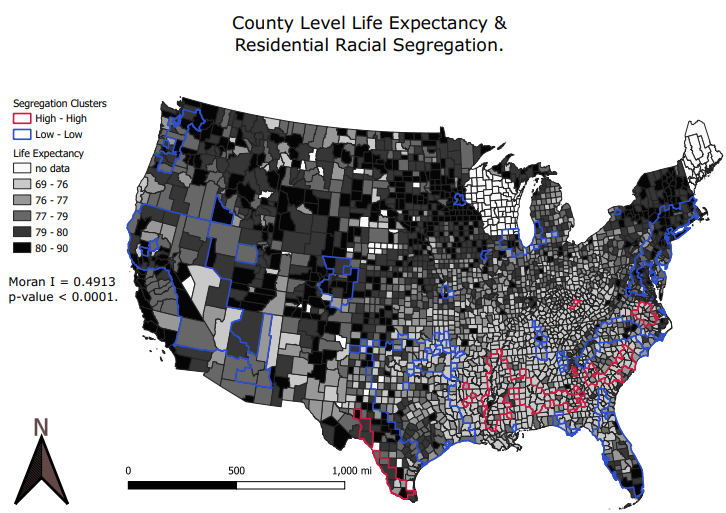 County Level Life Expectancy &
Residential Racial Segregation.
Segregation Clusters
High - High
Low - Low
Life Expectancy
no data
69 - 76
76 - 77
77 - 79
79 - 80
80 - 90
Moran I = 0.4913
p-value < 0.0001.
N
0 500 1,000 mi